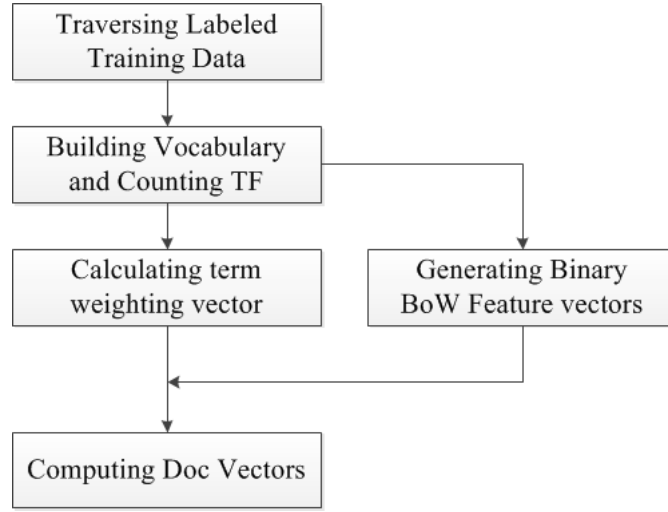 Traversing Labeled
Training Data
Building Vocabulary
and Counting TF
Calculating term
weighting vector
Generating Binary
BoW Feature vectors
Computing Doc Vectors